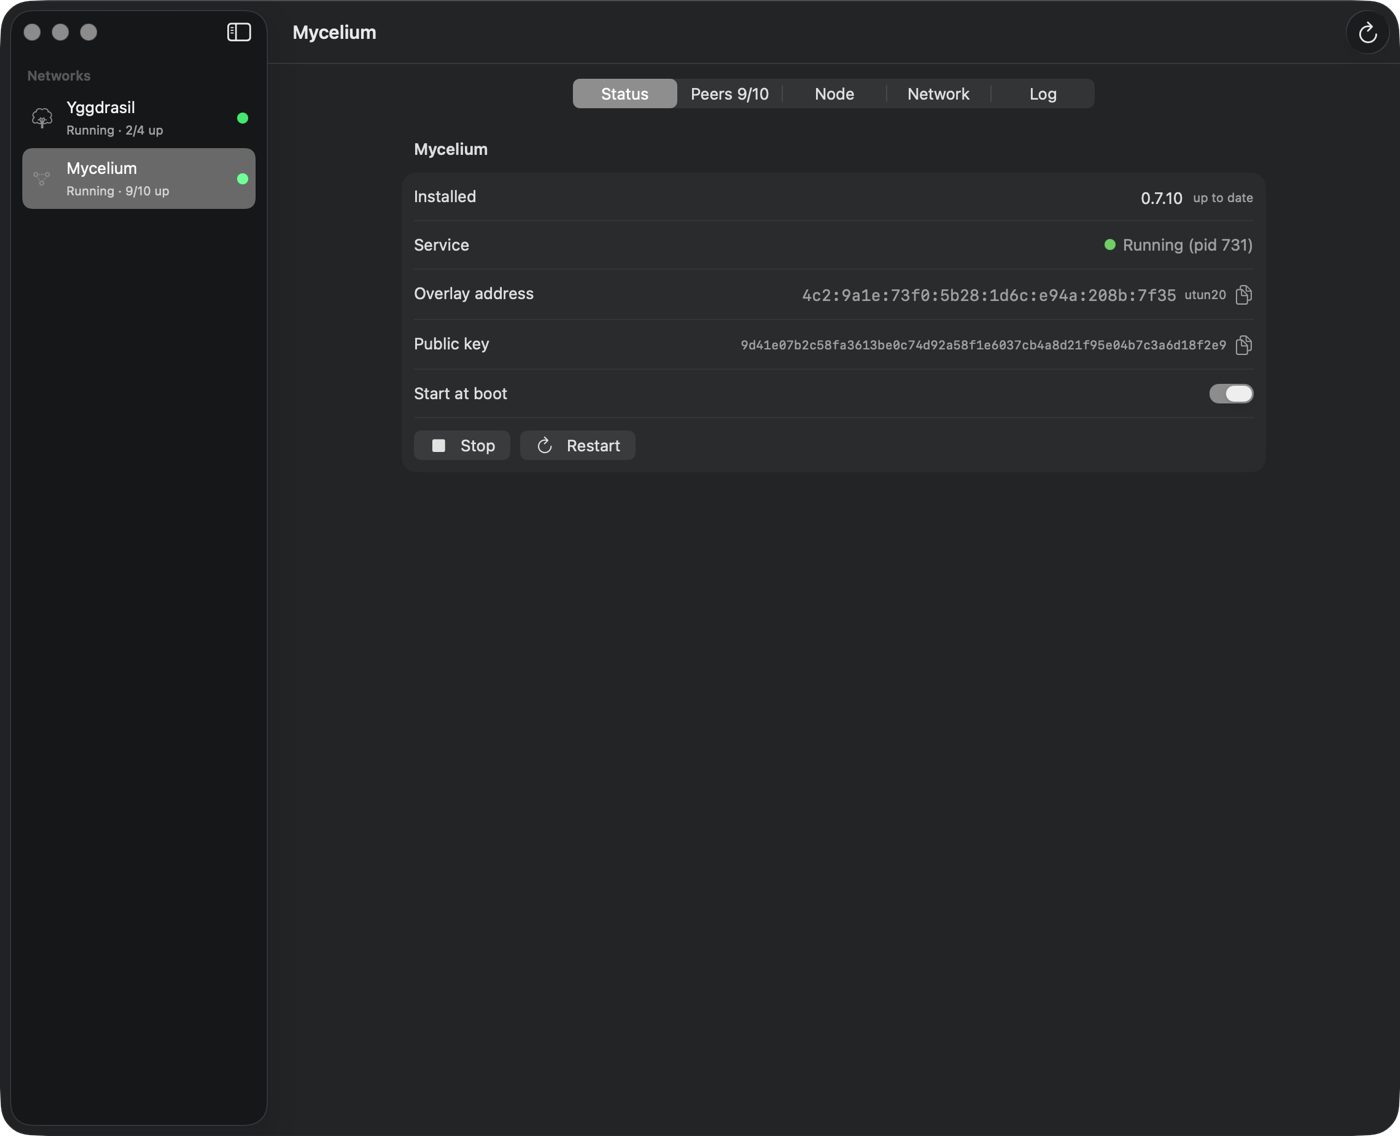 Mycelium
Networks
Yggdrasil
Running · 2/4 up
Mycelium
Running · 9/10 up
Status
Peers 9/10
Node
Network
Log
Mycelium
Installed
0.7.10 up to date
Service
Running (pid 731)
Overlay address
4c2:9a1e:73f0:5b28:1d6c:e94a:208b:7f35 utun20
Public key
9d41e07b2c58fa3613be0c74d92a58f1e6037cb4a8d21f95e04b7c3a6d18f2e9
Start at boot
Stop
Restart